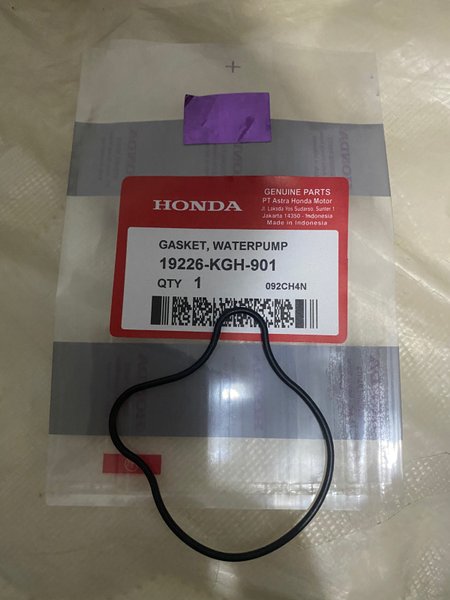 HONDA
GENUINE PARTS
PT Astra Honda Motor
Jl. Laksda Yos Sudarso, Sunter 1
Jakarta 14350 - Indonesia
Made in Indonesia
GASKET, WATERPUMP
19226-KGH-901
QTY 1
092CH4N